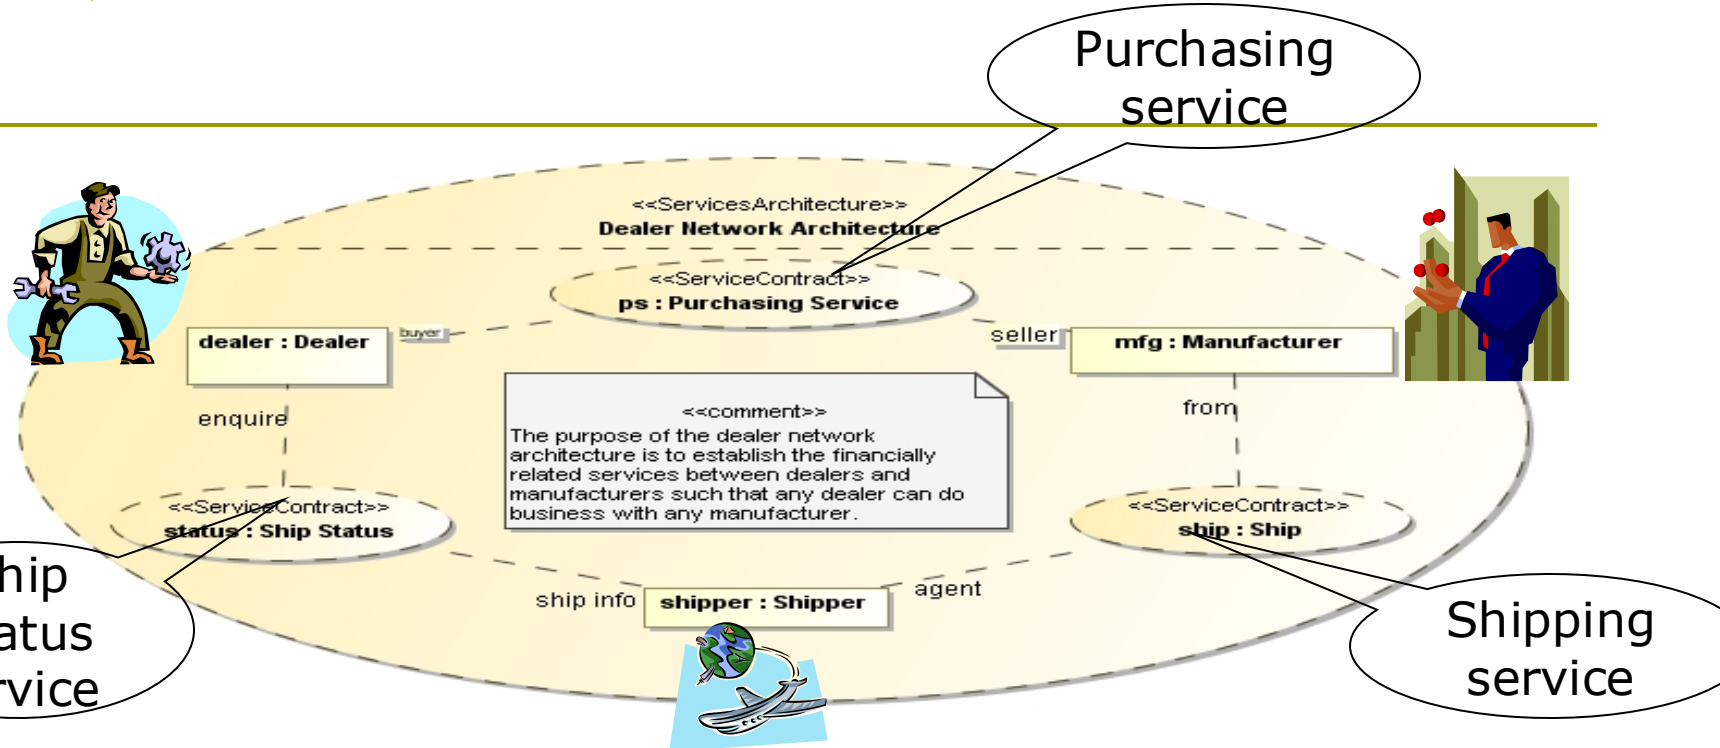 Purchasing
service
<<ServicesArchitecture>>
Dealer Network Architecture
<<ServiceContract>>
ps : Purchasing Service
buyer
seller
dealer : Dealer
mfg : Manufacturer
enquire
from
<<comment>>
The purpose of the dealer network
architecture is to establish the financially
related services between dealers and
manufacturers such that any dealer can do
business with any manufacturer.
<<ServiceContract>>
status : Ship Status
<<ServiceContract>>
ship : Ship
hip
atus
rvice
ship info
shipper : Shipper
agent
Shipping
service